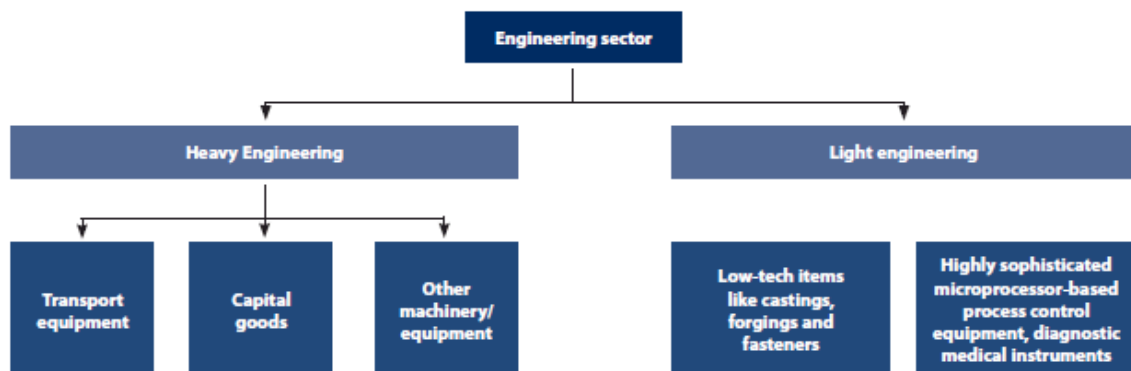 Engineering sector
Heavy Engineering
Light engineering
Transport
equipment
Capital
goods
Other
machinery/
equipment
Low-tech items
like castings,
forgings and
fasteners
Highly sophisticated
microprocessor-based
process control
equipment, diagnostic
medical instruments